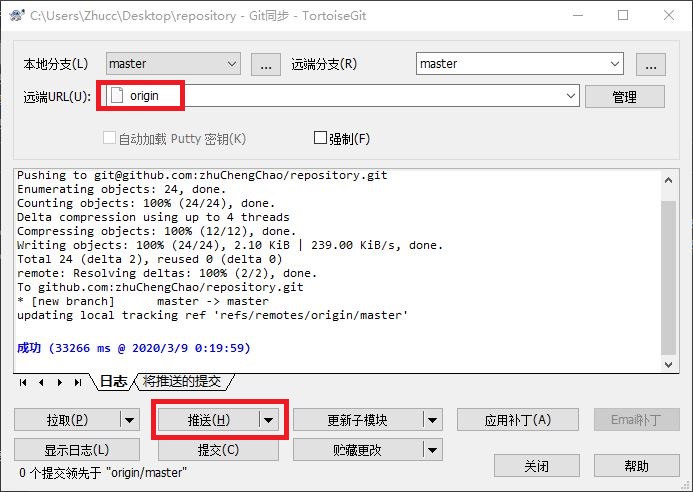 C:\Users\Zhucc\Desktop\repository - Git同步 - TortoiseGit
本地分支(L) master ... 远端分支(R) master ...
远端URL(U): origin 管理
自动加载 Putty 密钥(K) 强制(F)
Pushing to git@github.com:zhuChengChao/repository.git
Enumerating objects: 24, done.
Counting objects: 100% (24/24), done.
Delta compression using up to 4 threads
Compressing objects: 100% (12/12), done.
Writing objects: 100% (24/24), 2.10 KiB | 239.00 KiB/s, done.
Total 24 (delta 2), reused 0 (delta 0)
remote: Resolving deltas: 100% (2/2), done.
To github.com:zhuChengChao/repository.git
* [new branch]      master -> master
updating local tracking ref 'refs/remotes/origin/master'
成功 (33266 ms @ 2020/3/9 0:19:59)
日志 将推送的提交
拉取(P) 推送(H) 更新子模块 应用补丁(A) Email补丁
显示日志(L) 提交(C) 贮藏更改
0 个提交领先于 "origin/master" 关闭 帮助